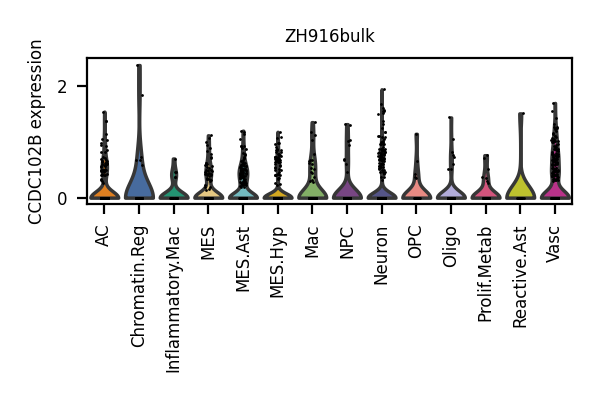 ZH916bulk
CCDC102B expression
2
0
AC
Chromatin.Reg
Inflammatory.Mac
MES
MES.Ast
MES.Hyp
Mac
NPC
Neuron
OPC
Oligo
Prolif.Metab
Reactive.Ast
Vasc